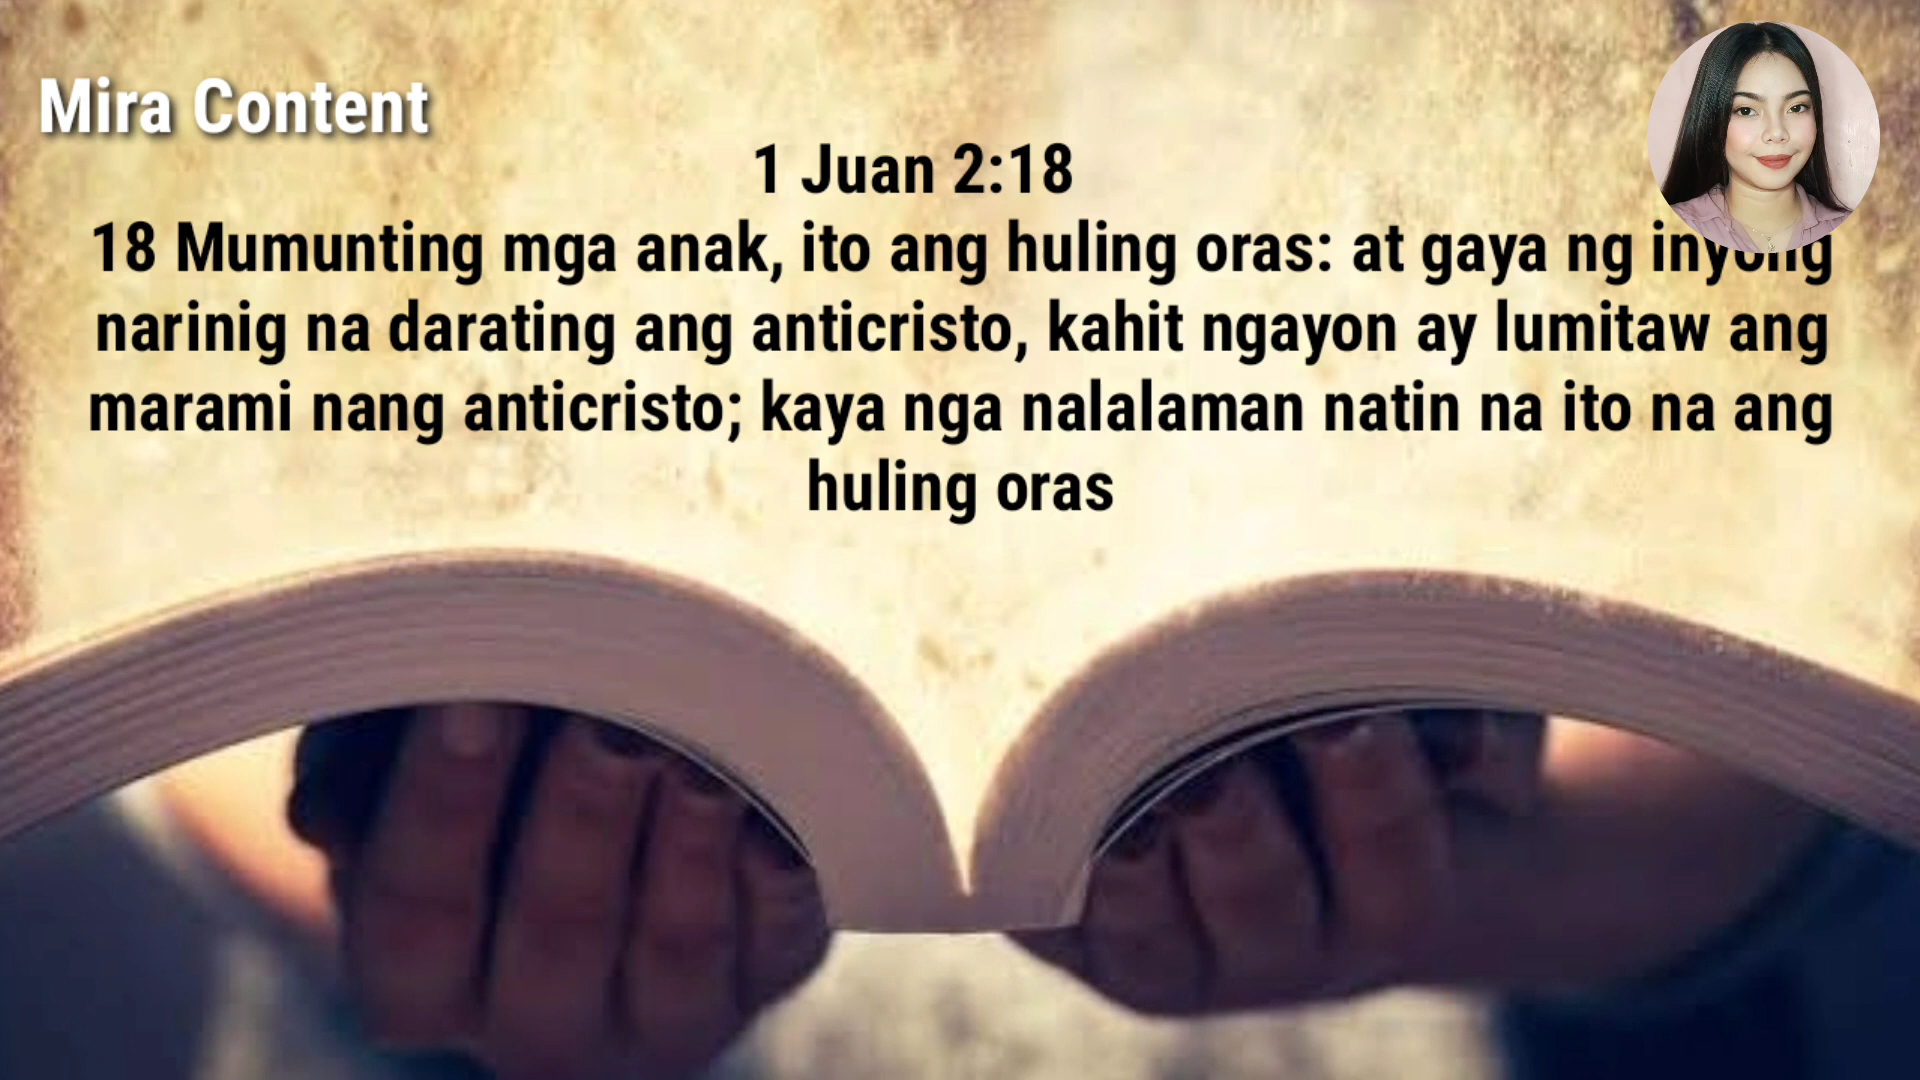 Mira Content
1 Juan 2:18
18 Mumunting mga anak, ito ang huling oras: at gaya ng inyong
narinig na darating ang anticristo, kahit ngayon ay lumitaw ang
marami nang anticristo; kaya nga nalalaman natin na ito na ang
huling oras